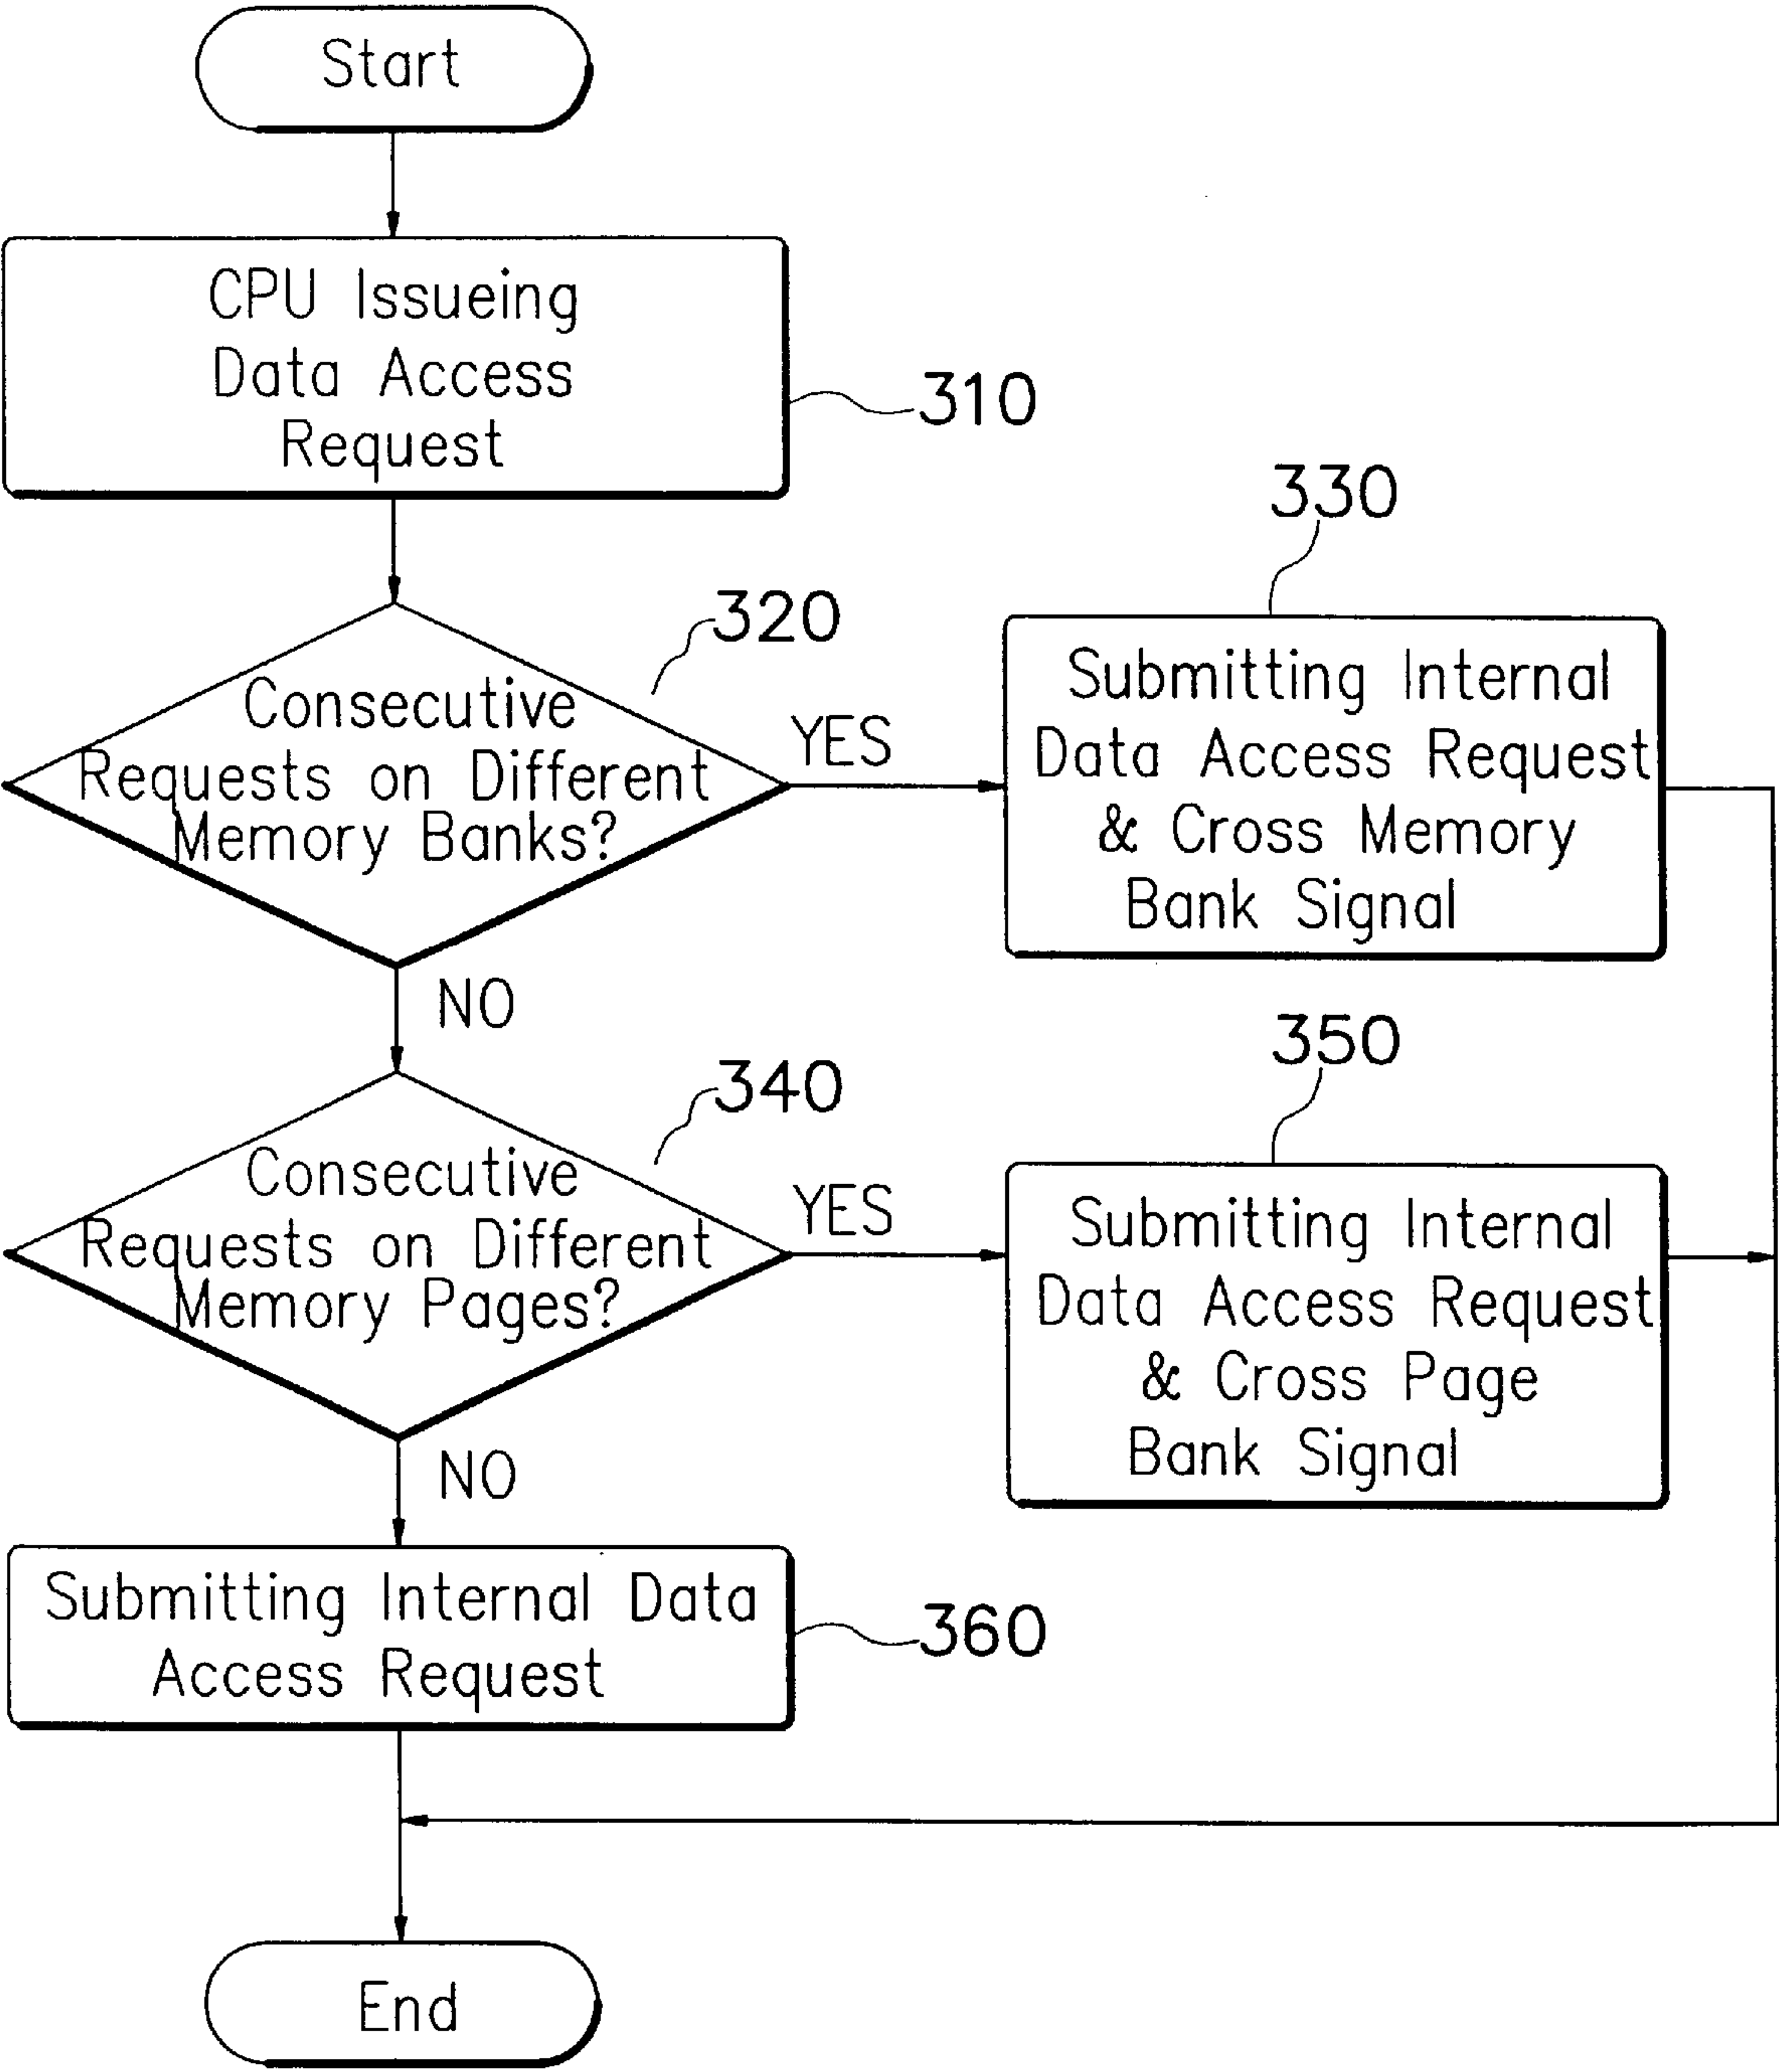 Start
CPU Issueing
Data Access
Request
310
320
Consecutive
Requests on Different
Memory Banks?
YES
NO
330
Submitting Internal
Data Access Request
& Cross Memory
Bank Signal
340
Consecutive
Requests on Different
Memory Pages?
YES
NO
350
Submitting Internal
Data Access Request
& Cross Page
Bank Signal
Submitting Internal Data
Access Request
360
End